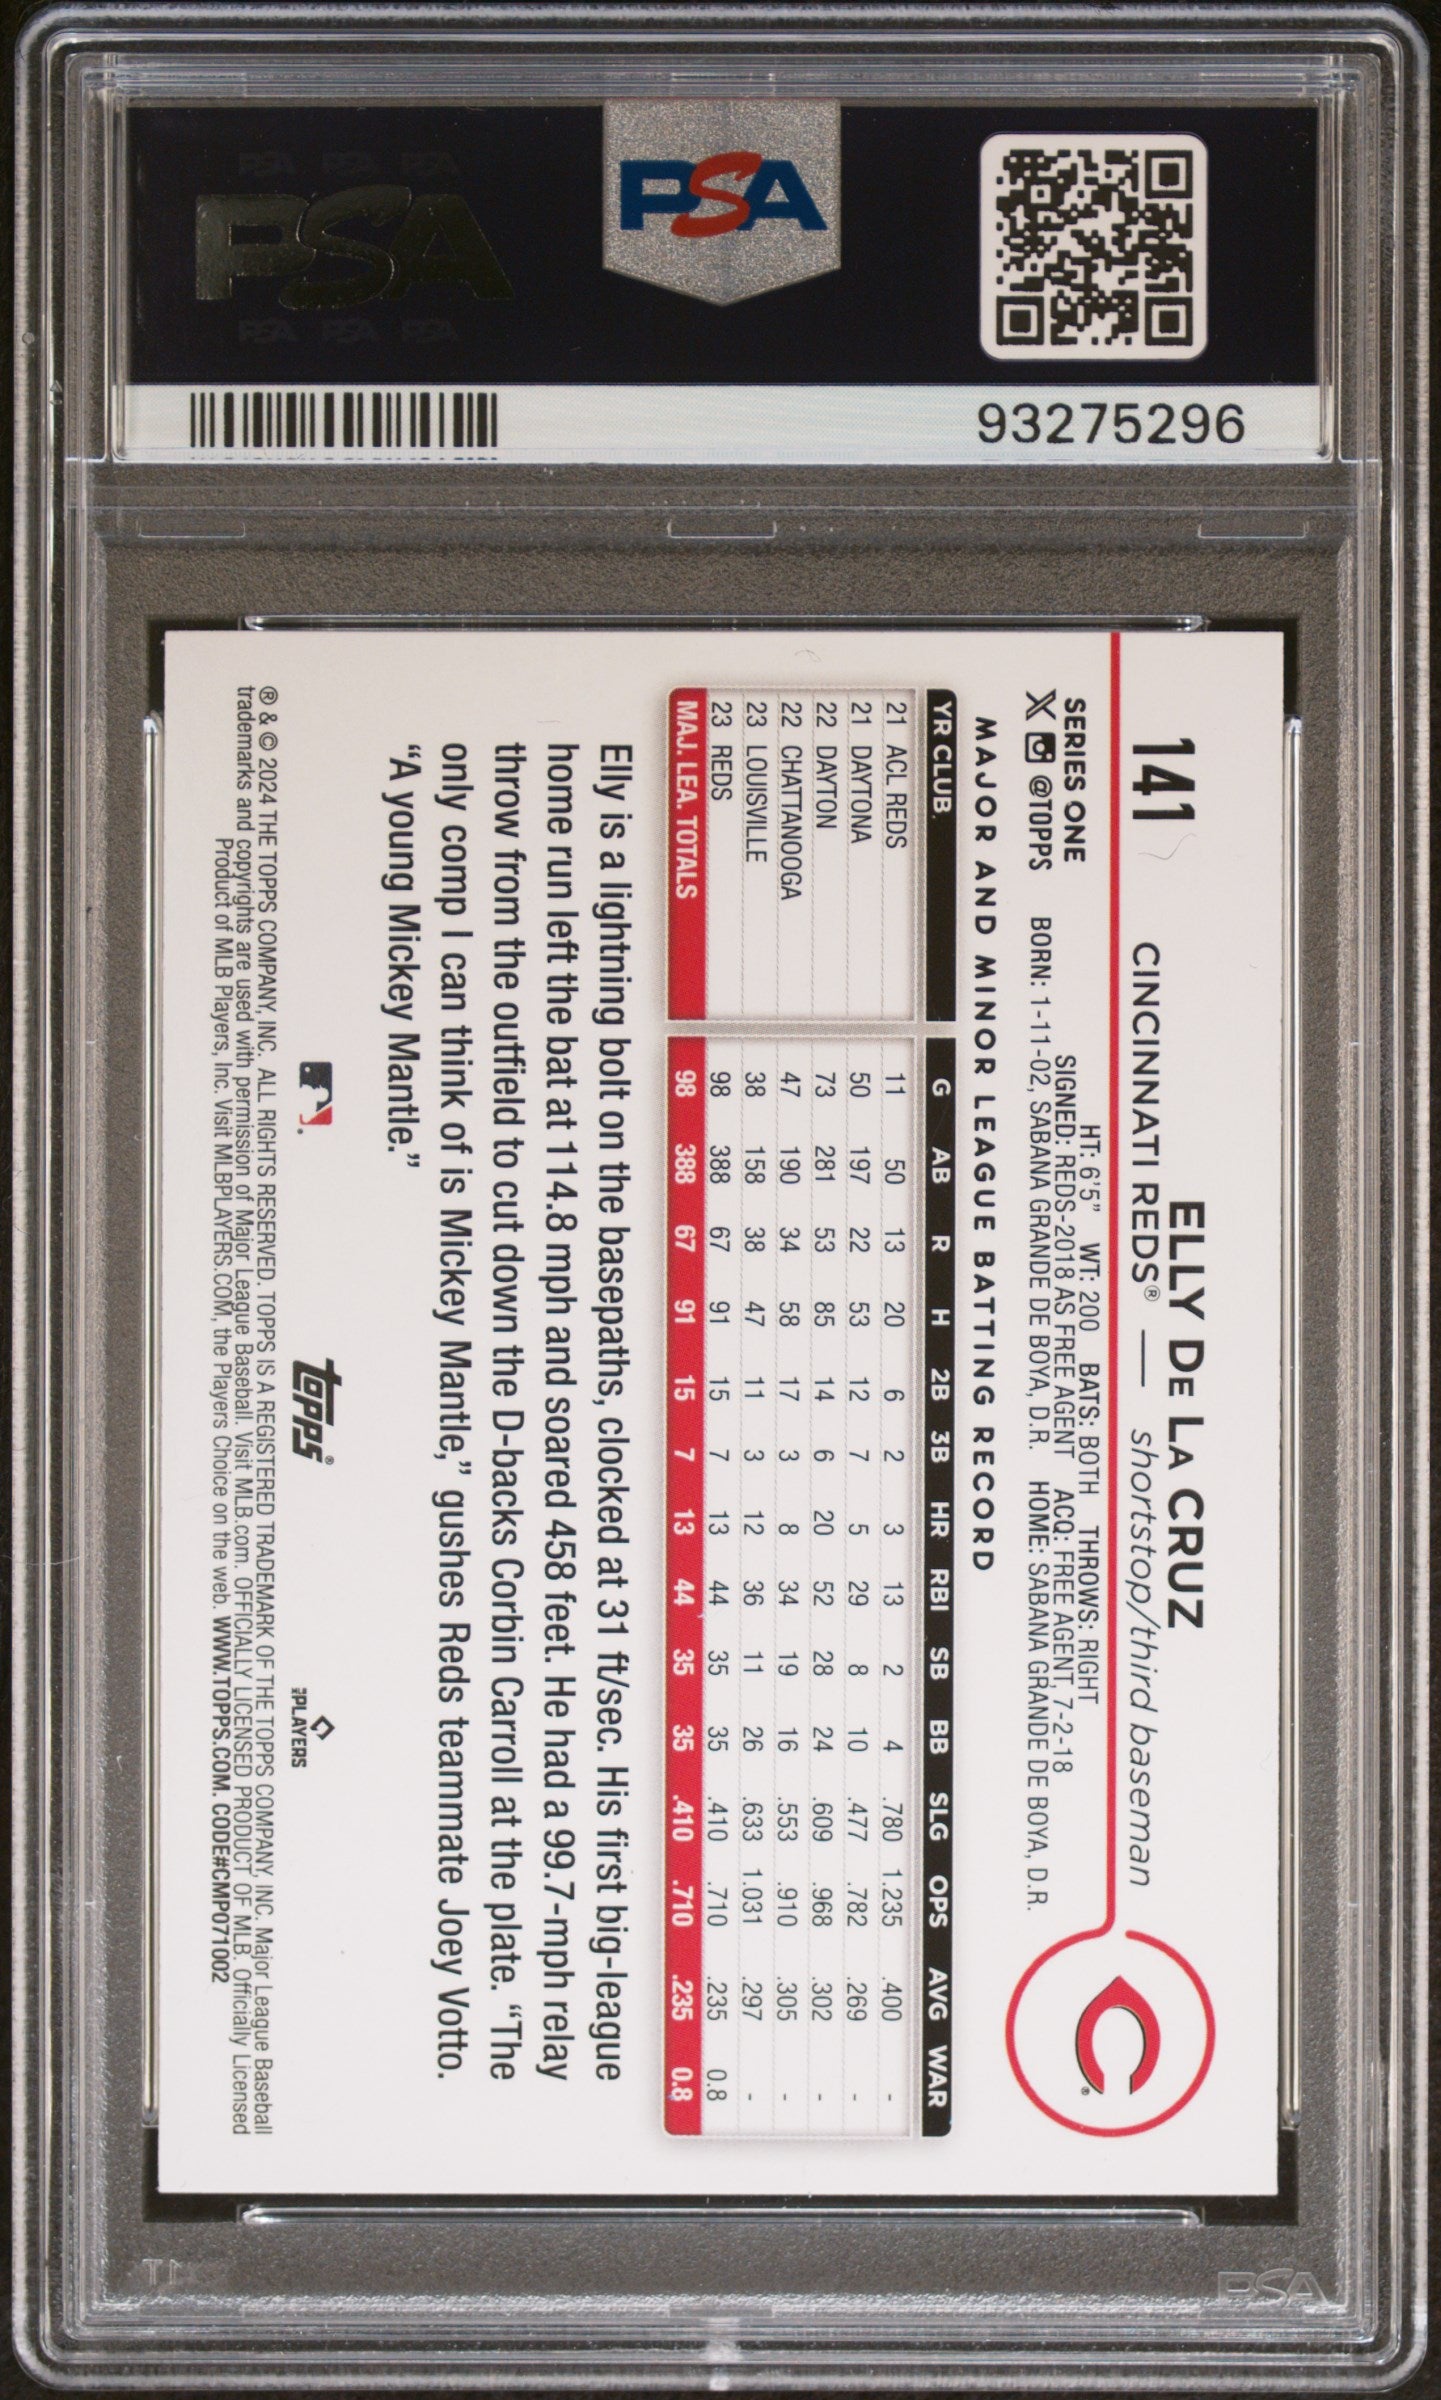 PSA PSA PSA
PSA
PSA PSA PSA
PSA
93275296
141
ELLY DE LA CRUZ
CINCINNATI REDS® — shortstop/third baseman
SERIES ONE
X @TOPPS
HT: 6'5" WT: 200 BATS: BOTH THROWS: RIGHT
SIGNED: REDS-2018 AS FREE AGENT ACQ: FREE AGENT, 7-2-18
BORN: 1-11-02, SABANA GRANDE DE BOYA, D.R. HOME: SABANA GRANDE DE BOYA, D.R.
C®
MAJOR AND MINOR LEAGUE BATTING RECORD
YR CLUB G AB R H 2B 3B HR RBI SB BB SLG OPS AVG WAR
21 ACL REDS 11 50 13 20 6 2 3 13 2 4 .780 1.235 .400 -
21 DAYTONA 50 197 22 53 12 7 5 29 8 10 .477 .782 .269 -
22 DAYTON 73 281 53 85 14 6 20 52 28 24 .609 .968 .302 -
22 CHATTANOOGA 47 190 34 58 17 3 8 34 19 16 .553 .910 .305 -
23 LOUISVILLE 38 158 38 47 11 3 12 36 11 26 .633 1.031 .297 -
23 REDS 98 388 67 91 15 7 13 44 35 35 .410 .710 .235 0.8
MAJ. LEA. TOTALS 98 388 67 91 15 7 13 44 35 35 .410 .710 .235 0.8
Elly is a lightning bolt on the basepaths, clocked at 31 ft/sec. His first big-league
home run left the bat at 114.8 mph and soared 458 feet. He had a 99.7-mph relay
throw from the outfield to cut down the D-backs Corbin Carroll at the plate. “The
only comp I can think of is Mickey Mantle,” gushes Reds teammate Joey Votto.
“A young Mickey Mantle.”
topps®
PLAYERS
® & © 2024 THE TOPPS COMPANY, INC. ALL RIGHTS RESERVED. TOPPS IS A REGISTERED TRADEMARK OF THE TOPPS COMPANY, INC. Major League Baseball
trademarks and copyrights are used with permission of Major League Baseball. Visit MLB.com. OFFICIALLY LICENSED PRODUCT OF MLB. Officially Licensed
Product of MLB Players, Inc. Visit MLBPLAYERS.COM, the Players Choice on the web. WWW.TOPPS.COM. CODE#CMP071002
PSA